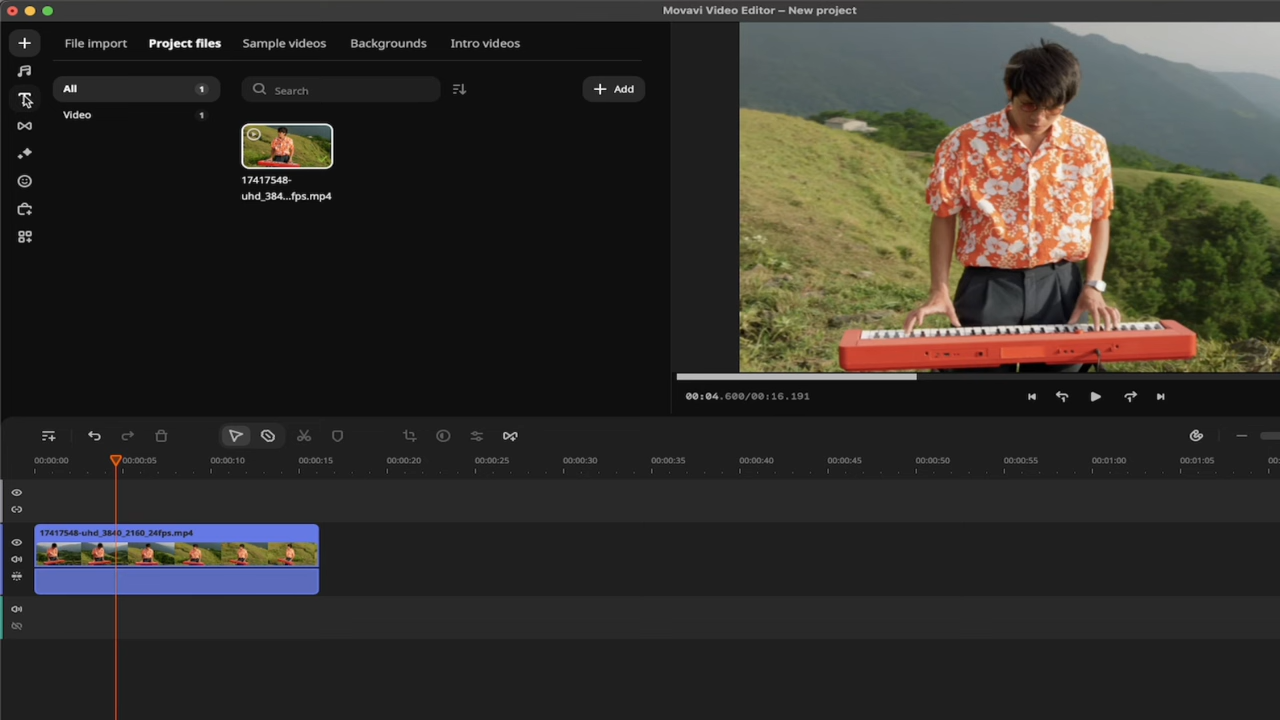 Movavi Video Editor – New project
File import
Project files
Sample videos
Backgrounds
Intro videos
All
1
Search
Add
Video
1
17417548-
uhd_384...fps.mp4
00:04.600/00:16.191
00:00:00
00:00:05
00:00:10
00:00:15
00:00:20
00:00:25
00:00:30
00:00:35
00:00:40
00:00:45
00:00:50
00:00:55
00:01:00
00:01:05
17417548-uhd_3840_2160_24fps.mp4